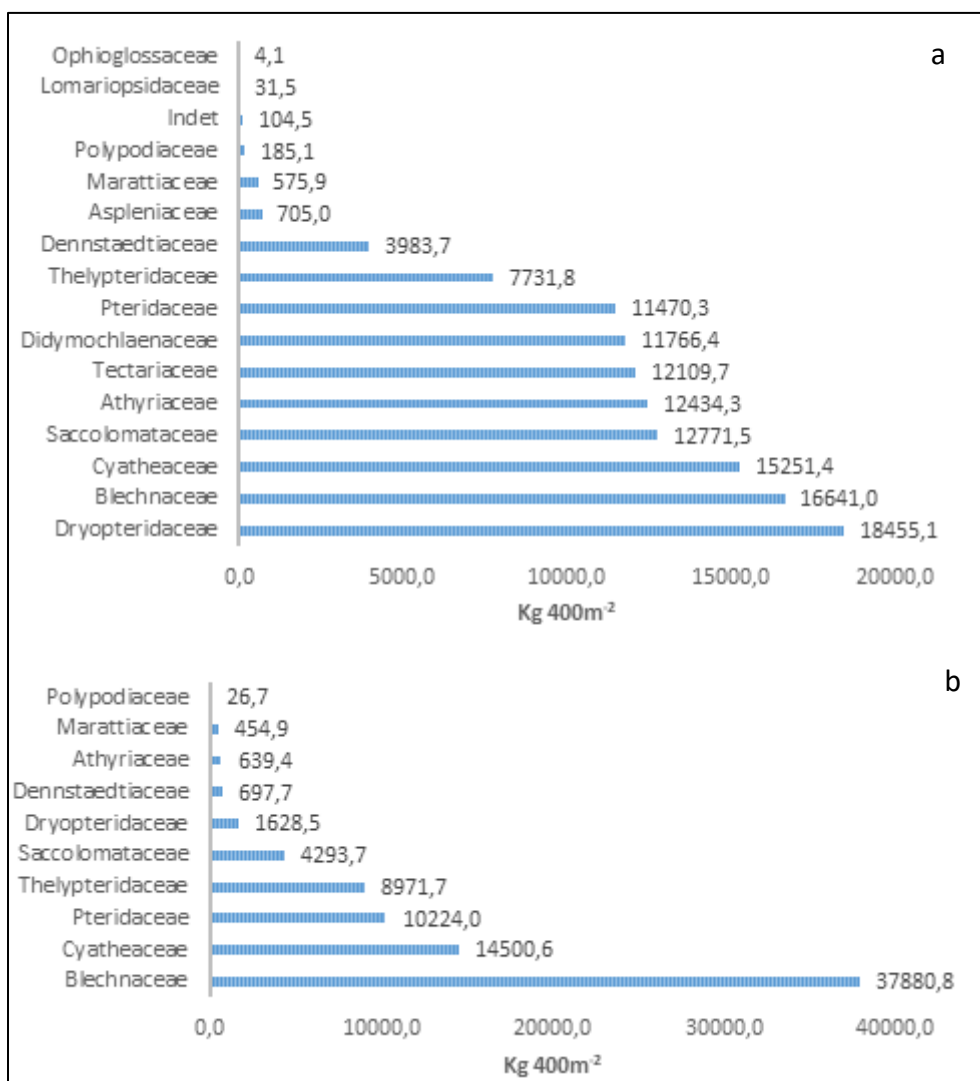 a
Ophioglossaceae 4,1
Lomariopsidaceae 31,5
Indet 104,5
Polypodiaceae 185,1
Marattiaceae 575,9
Aspleniaceae 705,0
Dennstaedtiaceae 3983,7
Thelypteridaceae 7731,8
Pteridaceae 11470,3
Didymochlaenaceae 11766,4
Tectariaceae 12109,7
Athyriaceae 12434,3
Saccolomataceae 12771,5
Cyatheaceae 15251,4
Blechnaceae 16641,0
Dryopteridaceae 18455,1
0,0 5000,0 10000,0 15000,0 20000,0
Kg 400m⁻²
b
Polypodiaceae 26,7
Marattiaceae 454,9
Athyriaceae 639,4
Dennstaedtiaceae 697,7
Dryopteridaceae 1628,5
Saccolomataceae 4293,7
Thelypteridaceae 8971,7
Pteridaceae 10224,0
Cyatheaceae 14500,6
Blechnaceae 37880,8
0,0 10000,0 20000,0 30000,0 40000,0
Kg 400m⁻²